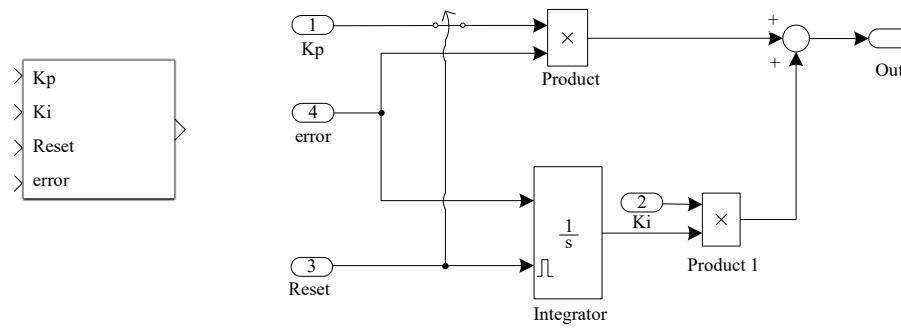 Kp
Ki
Reset
error
1
Kp
4
error
3
Reset
×
Product
1
s
Integrator
2
Ki
×
Product 1
+
+
Out